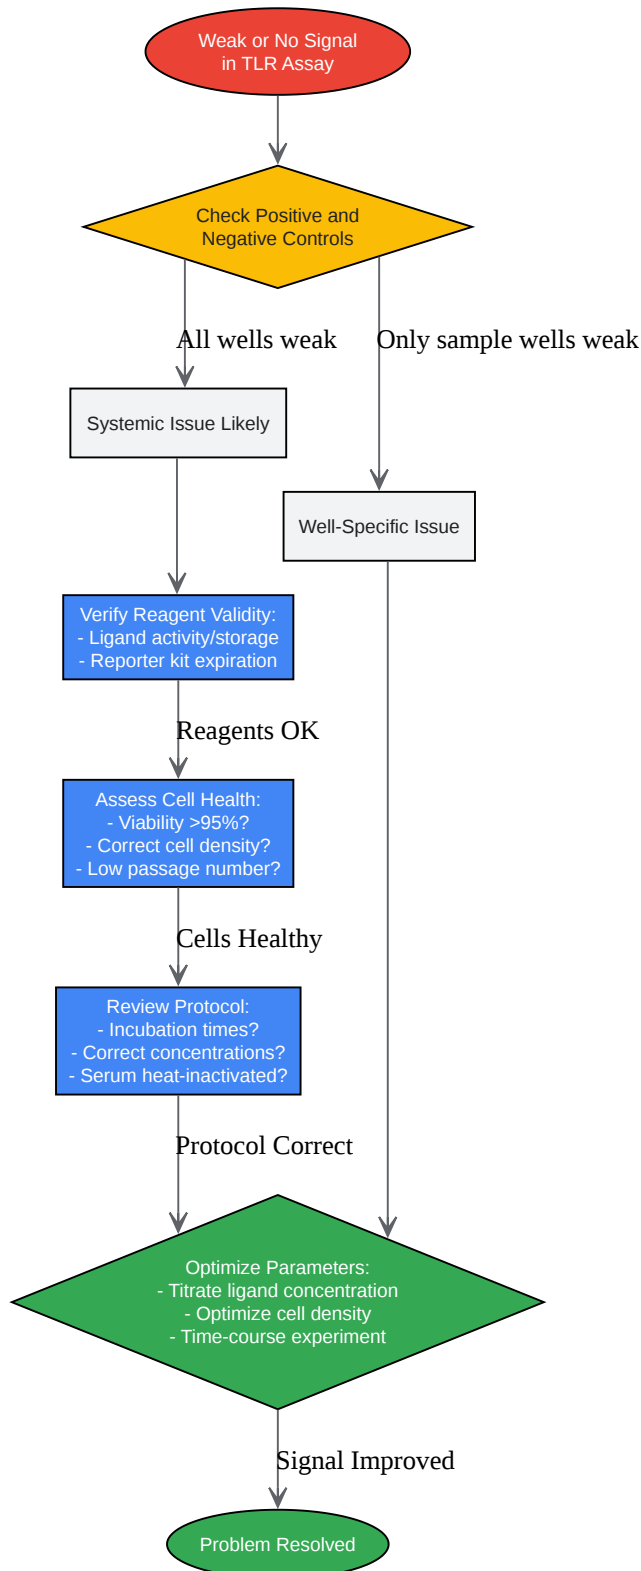 Weak or No Signal
in TLR Assay
Check Positive and
Negative Controls
All wells weak
Only sample wells weak
Systemic Issue Likely
Well-Specific Issue
Verify Reagent Validity:
- Ligand activity/storage
- Reporter kit expiration
Reagents OK
Assess Cell Health:
- Viability >95%?
- Correct cell density?
- Low passage number?
Cells Healthy
Review Protocol:
- Incubation times?
- Correct concentrations?
- Serum heat-inactivated?
Protocol Correct
Optimize Parameters:
- Titrate ligand concentration
- Optimize cell density
- Time-course experiment
Signal Improved
Problem Resolved